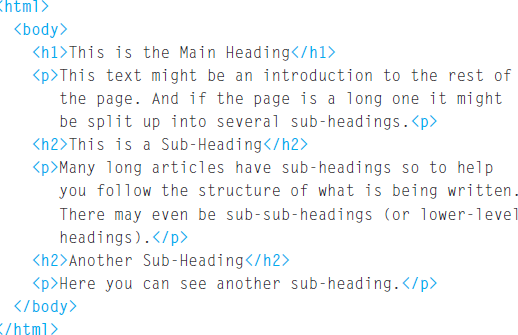 <html>
<body>
<h1>This is the Main Heading</h1>
<p>This text might be an introduction to the rest of
the page. And if the page is a long one it might
be split up into several sub-headings.<p>
<h2>This is a Sub-Heading</h2>
<p>Many long articles have sub-headings so to help
you follow the structure of what is being written.
There may even be sub-sub-headings (or lower-level
headings).</p>
<h2>Another Sub-Heading</h2>
<p>Here you can see another sub-heading.</p>
</body>
</html>